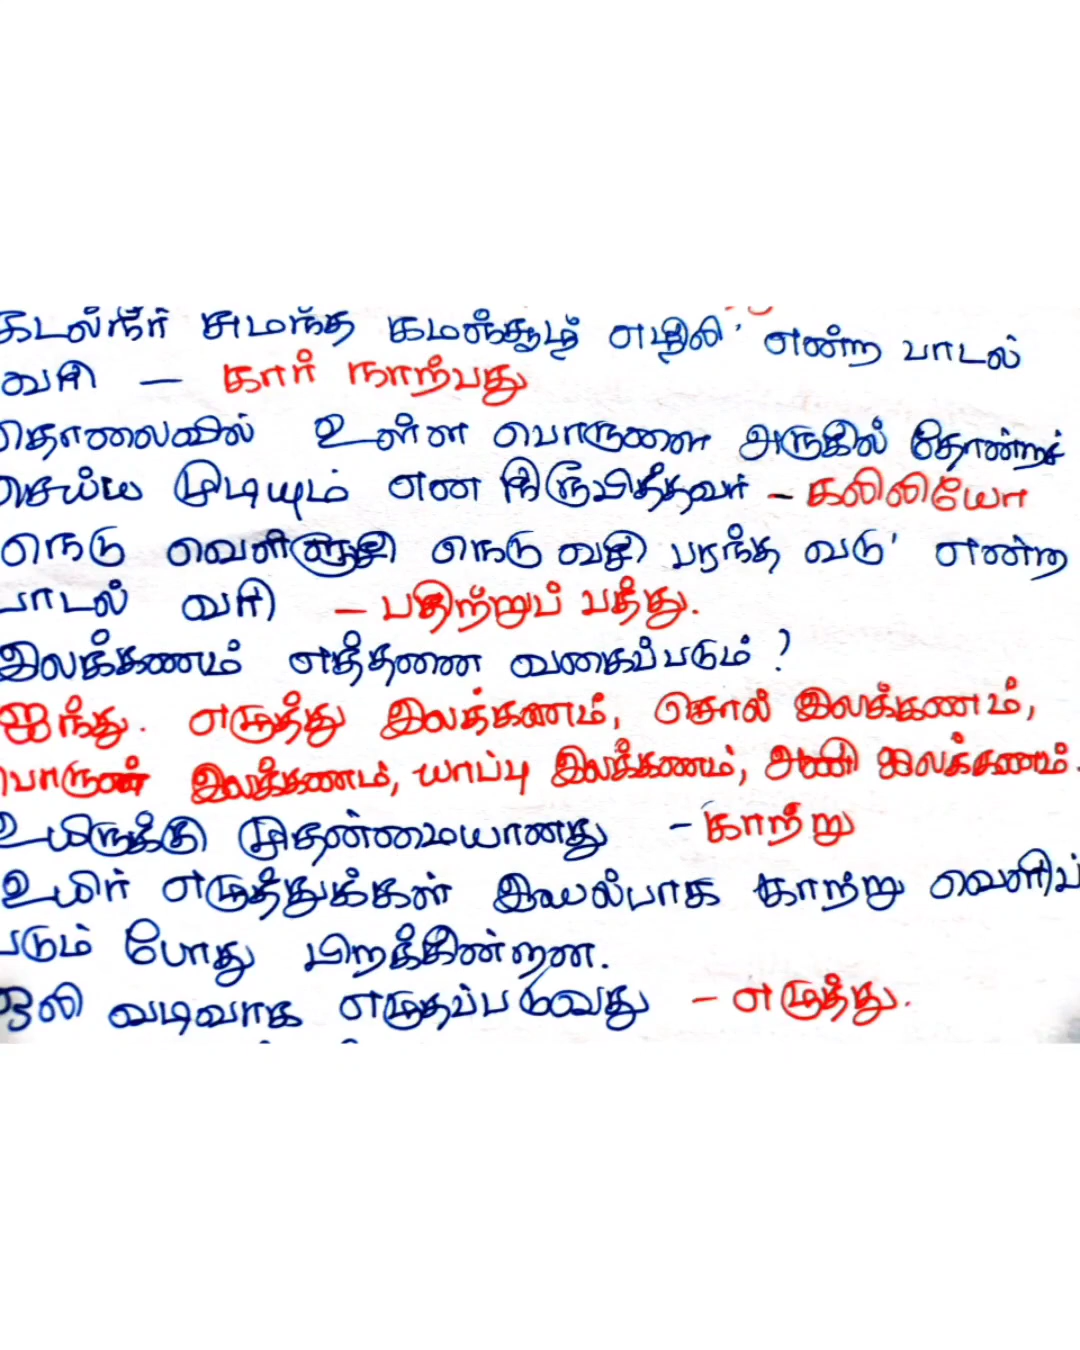 கடல்நீர் சுமந்த கமஞ்சூழ் எழிலி' என்ற பாடல்
வரி – கார் நாற்பது
தொலைவில் உள்ள பொருளை அருகில் தோன்றச்
செய்ய முடியும் என நிரூபித்தவர் – கலிலியோ
நெடு வெள்ளூசி நெடு வசி பரந்த வடு' என்ற
பாடல் வரி – பதிற்றுப் பத்து.
இலக்கணம் எத்தனை வகைப்படும் ?
ஐந்து. எழுத்து இலக்கணம், சொல் இலக்கணம்,
பொருள் இலக்கணம், யாப்பு இலக்கணம், அணி இலக்கணம்.
உயிருக்கு முதன்மையானது – காற்று
உயிர் எழுத்துக்கள் இயல்பாக காற்று வெளிப்
படும் போது பிறக்கின்றன.
ஒலி வடிவாக எழுதப்படுவது – எழுத்து.